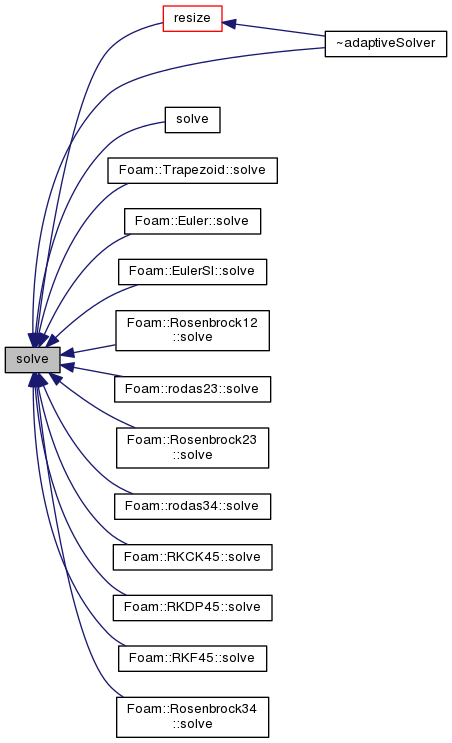 resize
~adaptiveSolver
solve
Foam::Trapezoid::solve
Foam::Euler::solve
Foam::EulerSI::solve
Foam::Rosenbrock12
::solve
solve
Foam::rodas23::solve
Foam::Rosenbrock23
::solve
Foam::rodas34::solve
Foam::RKCK45::solve
Foam::RKDP45::solve
Foam::RKF45::solve
Foam::Rosenbrock34
::solve